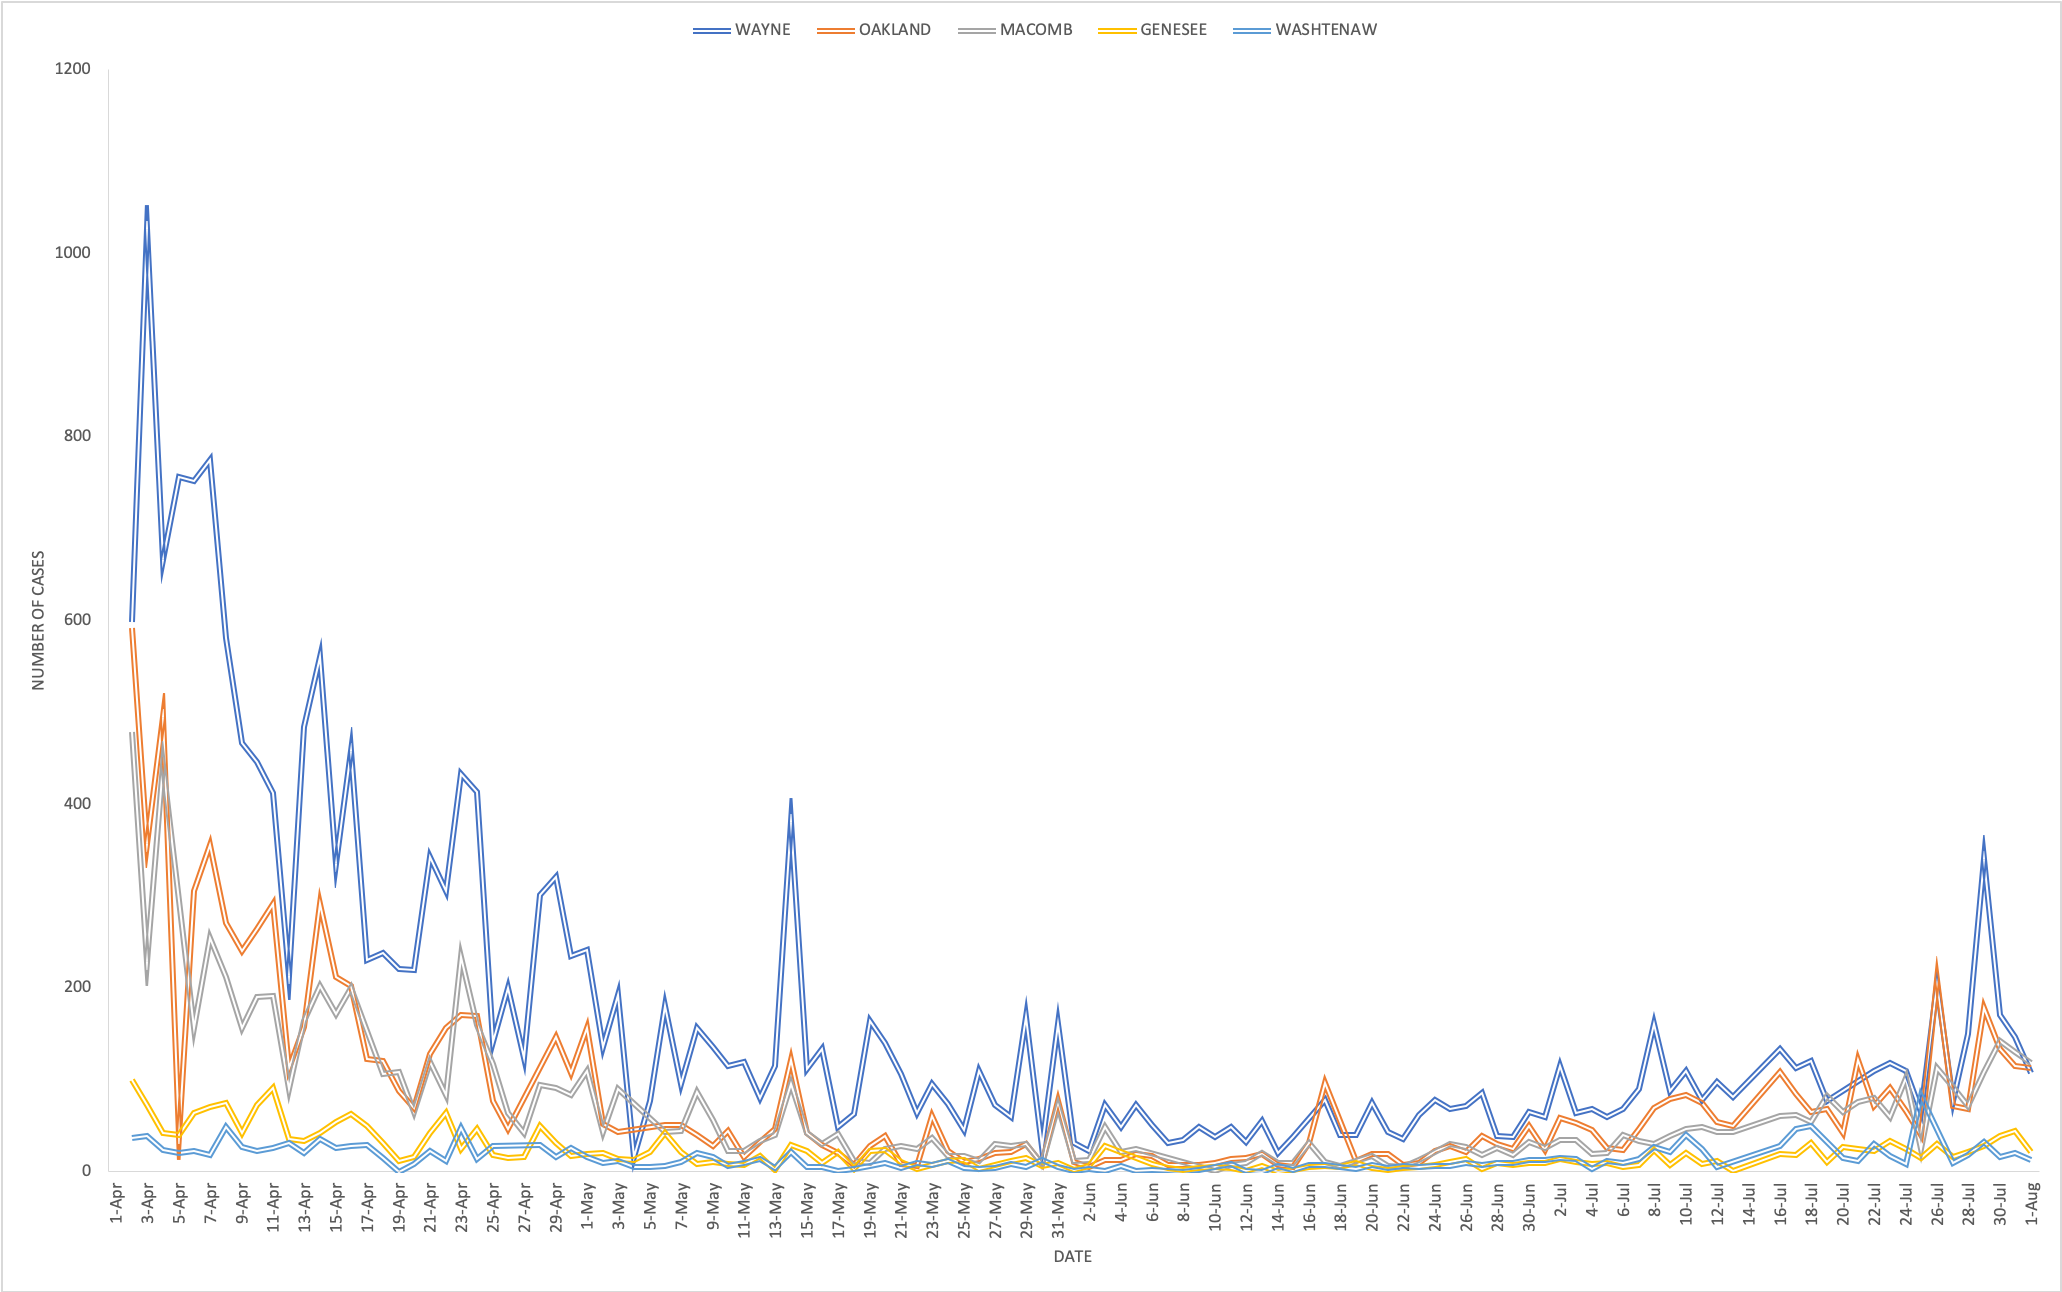 WAYNE OAKLAND MACOMB GENESEE WASHTENAW
1200
1000
800
600
400
200
0
NUMBER OF CASES
1-Apr 3-Apr 5-Apr 7-Apr 9-Apr 11-Apr 13-Apr 15-Apr 17-Apr 19-Apr 21-Apr 23-Apr 25-Apr 27-Apr 29-Apr 1-May 3-May 5-May 7-May 9-May 11-May 13-May 15-May 17-May 19-May 21-May 23-May 25-May 27-May 29-May 31-May 2-Jun 4-Jun 6-Jun 8-Jun 10-Jun 12-Jun 14-Jun 16-Jun 18-Jun 20-Jun 22-Jun 24-Jun 26-Jun 28-Jun 30-Jun 2-Jul 4-Jul 6-Jul 8-Jul 10-Jul 12-Jul 14-Jul 16-Jul 18-Jul 20-Jul 22-Jul 24-Jul 26-Jul 28-Jul 30-Jul 1-Aug
DATE